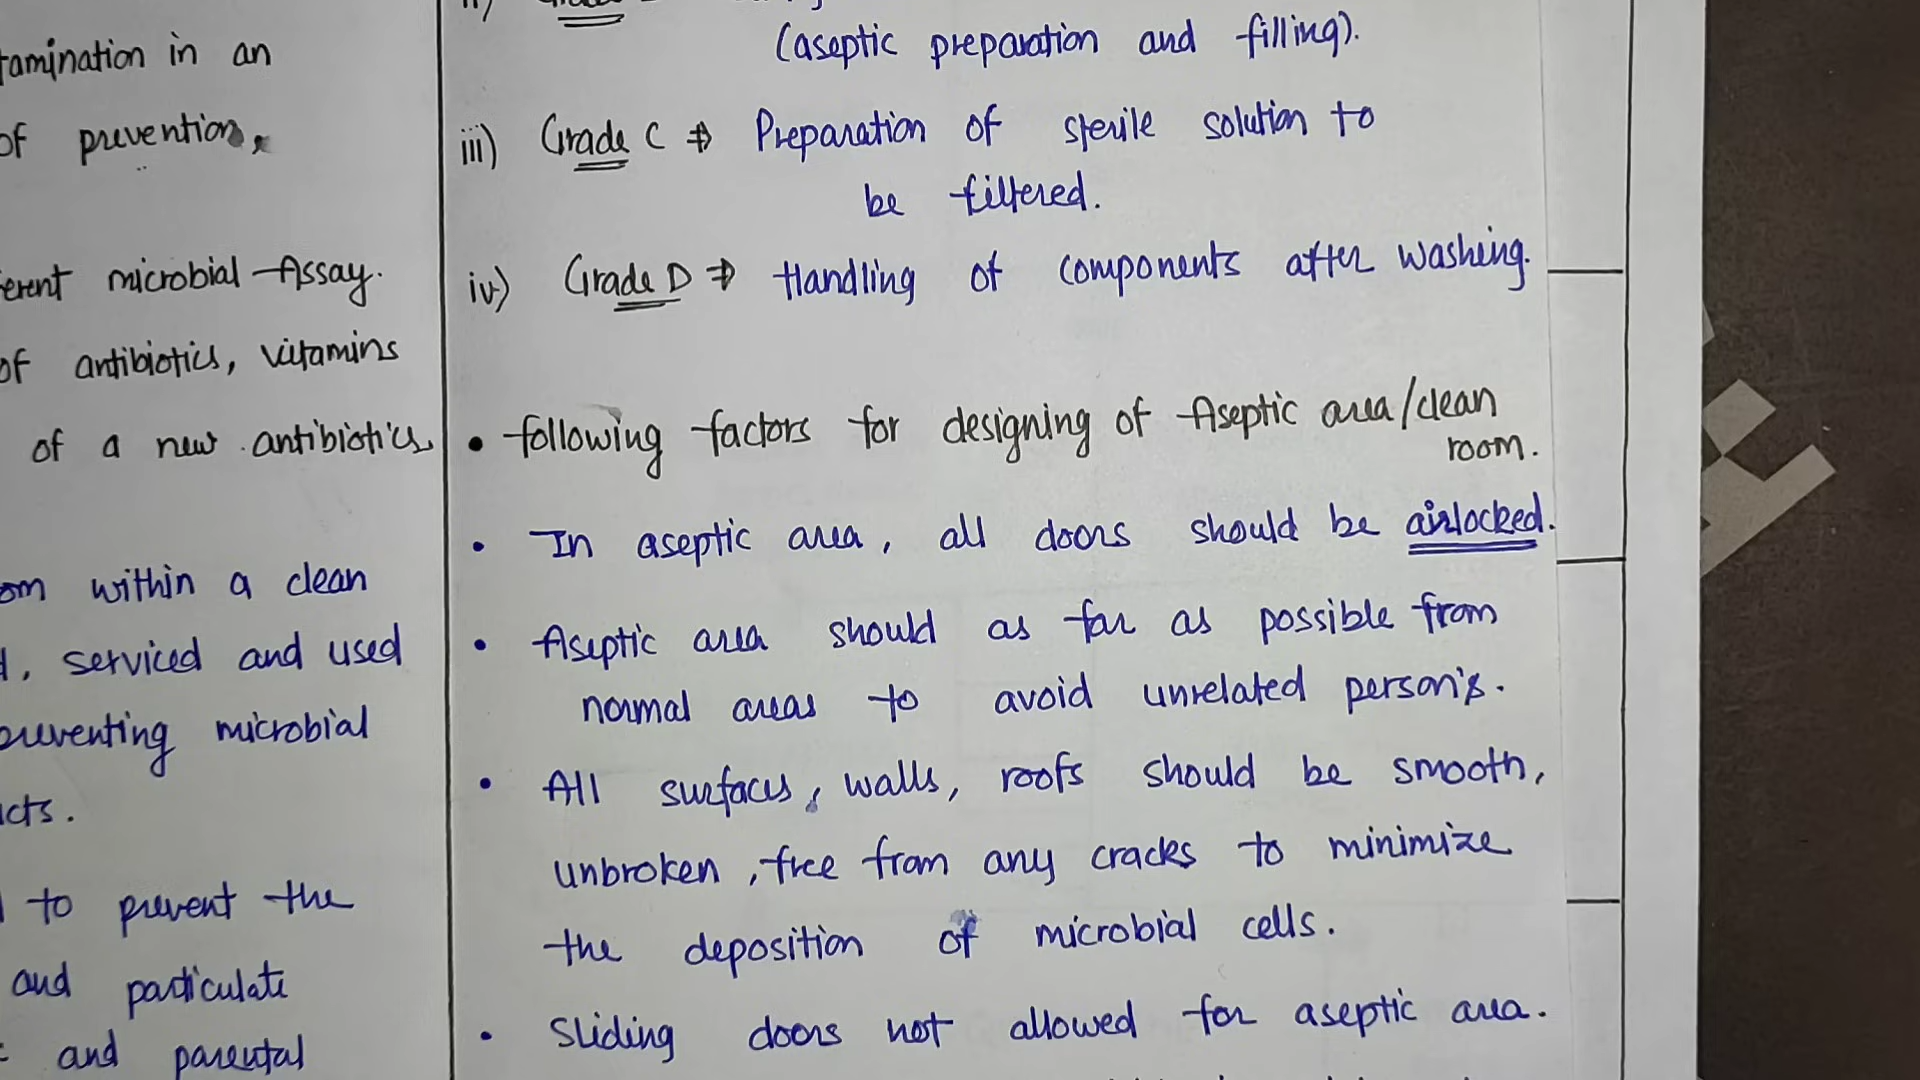 tamination in an
of prevention,
erent microbial Assay.
of antibiotics, vitamins
of a new antibiotics
om within a clean
d, serviced and used
preventing microbial
cts.
to prevent the
and particulate
and parental
(aseptic preparation and filling).
iii) Grade C ⇒ Preparation of sterile solution to
be filtered.
iv) Grade D ⇒ Handling of components after washing.
• following factors for designing of Aseptic area/clean
room.
• In aseptic area, all doors should be airlocked.
• Aseptic area should as far as possible from
normal areas to avoid unrelated person's.
• All surfaces, walls, roofs should be smooth,
unbroken, free from any cracks to minimize
the deposition of microbial cells.
• Sliding doors not allowed for aseptic area.